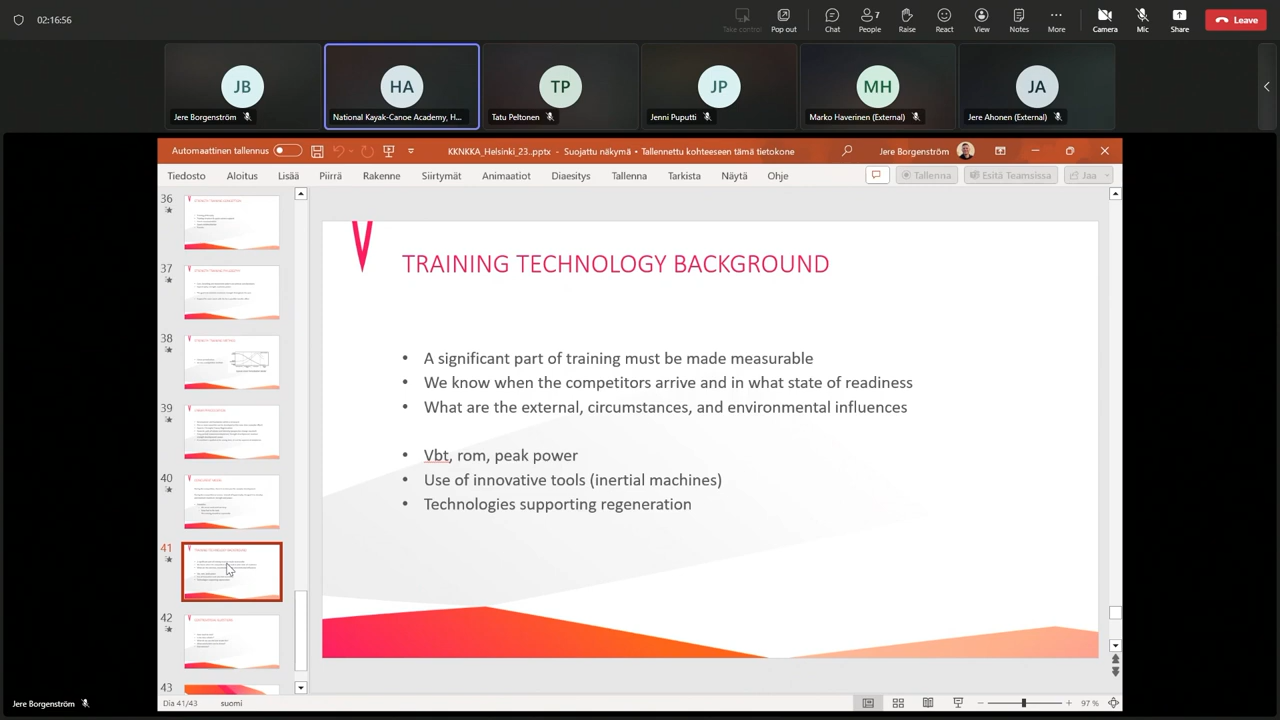 02:16:56
Take control
Pop out
Chat
7
People
Raise
React
View
Notes
More
Camera
Mic
Share
Leave
JB
Jere Borgenström
HA
National Kayak-Canoe Academy, H...
TP
Tatu Peltonen
JP
Jenni Puputti
MH
Marko Haverinen (External)
JA
Jere Ahonen (External)
Automaattinen tallennus
KKNKKA_Helsinki_23..pptx - Suojattu näkymä • Tallennettu kohteeseen tämä tietokone
Jere Borgenström
Tiedosto Aloitus Lisää Piirrä Rakenne Siirtymät Animaatiot Diaesitys Tallenna Tarkista Näytä Ohje
Tallenna
Esitä Teamsissa
Jaa
36
37
38
39
40
41
42
43
TRAINING TECHNOLOGY BACKGROUND
• A significant part of training must be made measurable
• We know when the competitors arrive and in what state of readiness
• What are the external, circumstances, and environmental influences
• Vbt, rom, peak power
• Use of innovative tools (inertial machines)
• Technologies supporting regeneration
Dia 41/43 suomi
97 %
Jere Borgenström